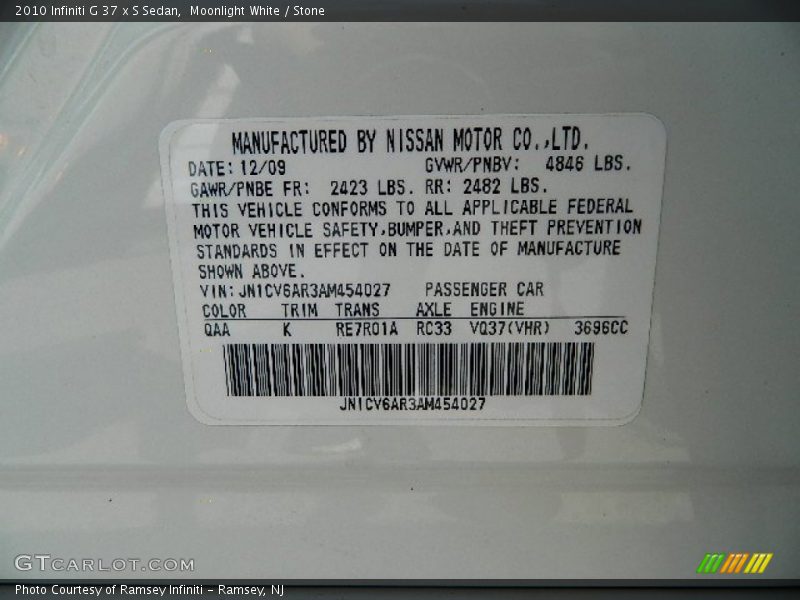 2010 Infiniti G 37 x S Sedan,  Moonlight White / Stone
MANUFACTURED BY NISSAN MOTOR CO.,LTD.
DATE: 12/09 GVWR/PNBV: 4846 LBS.
GAWR/PNBE FR: 2423 LBS. RR: 2482 LBS.
THIS VEHICLE CONFORMS TO ALL APPLICABLE FEDERAL
MOTOR VEHICLE SAFETY,BUMPER,AND THEFT PREVENTION
STANDARDS IN EFFECT ON THE DATE OF MANUFACTURE
SHOWN ABOVE.
VIN: JN1CV6AR3AM454027 PASSENGER CAR
COLOR TRIM TRANS AXLE ENGINE
QAA K RE7R01A RC33 VQ37(VHR) 3696CC
JN1CV6AR3AM454027
GTCARLOT.COM
Photo Courtesy of Ramsey Infiniti - Ramsey, NJ